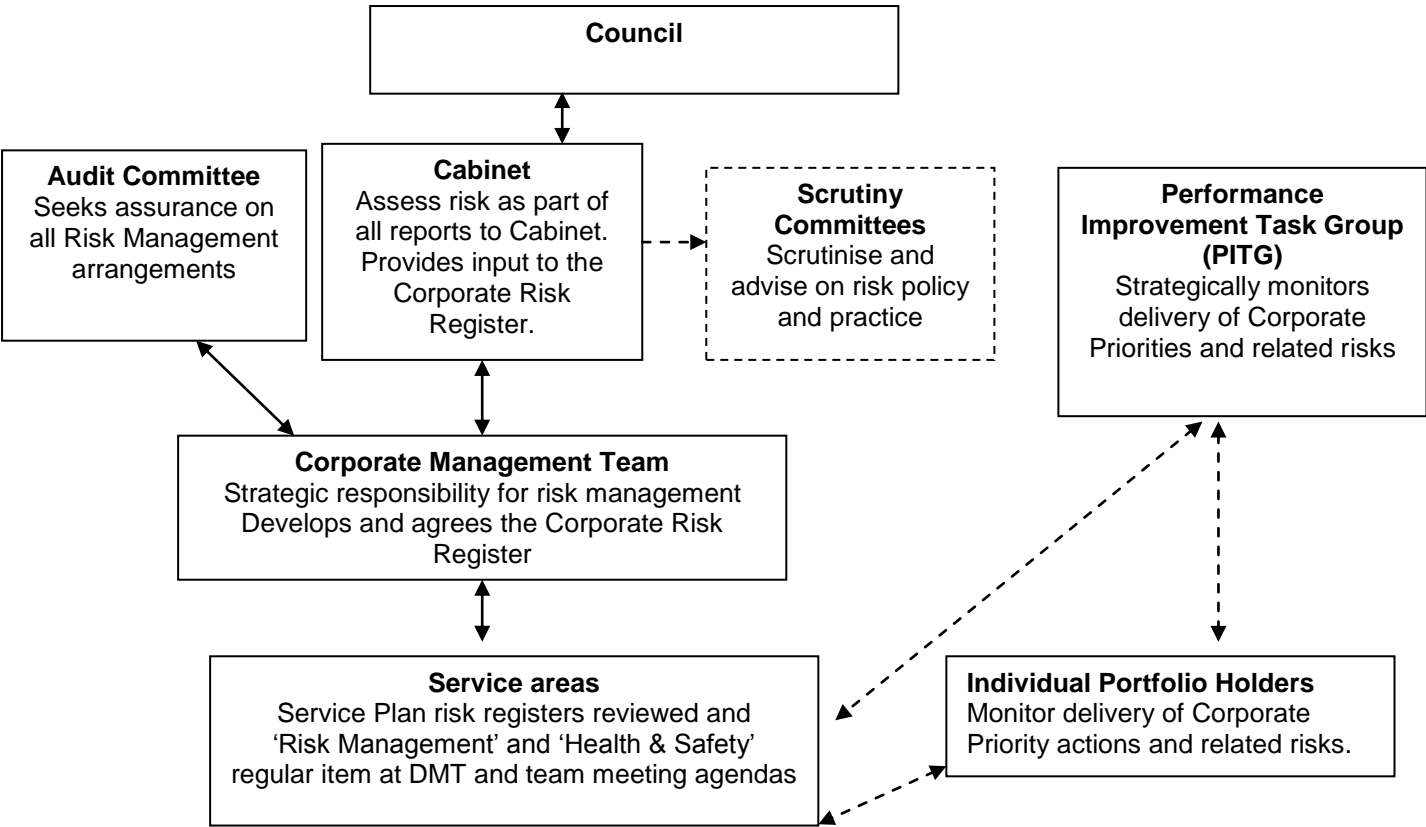 Council
Audit Committee
Seeks assurance on
all Risk Management
arrangements
Cabinet
Assess risk as part of
all reports to Cabinet.
Provides input to the
Corporate Risk
Register.
Scrutiny
Committees
Scrutinise and
advise on risk policy
and practice
Performance
Improvement Task Group
(PITG)
Strategically monitors
delivery of Corporate
Priorities and related risks
Corporate Management Team
Strategic responsibility for risk management
Develops and agrees the Corporate Risk
Register
Service areas
Service Plan risk registers reviewed and
‘Risk Management’ and ‘Health & Safety’
regular item at DMT and team meeting agendas
Individual Portfolio Holders
Monitor delivery of Corporate
Priority actions and related risks.